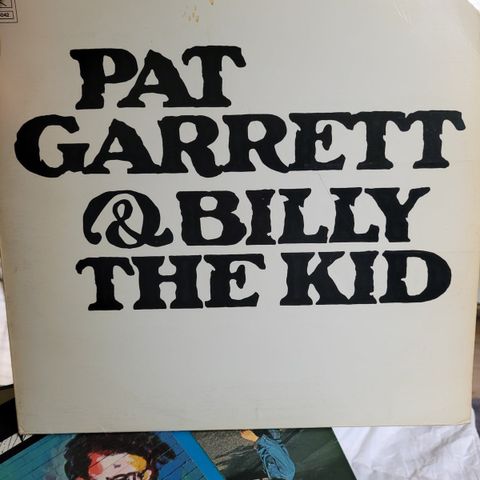 PAT
GARRETT
& BILLY
THE KID